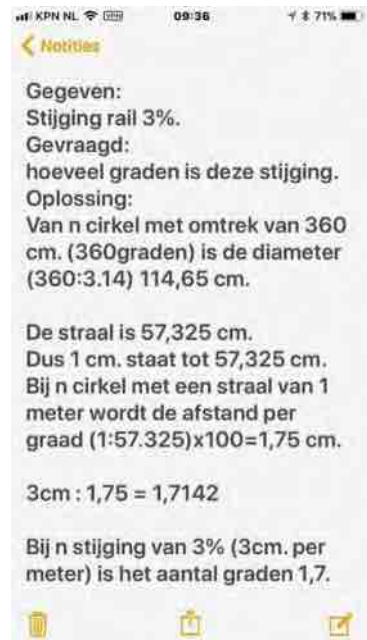 KPN NL VPN 09:36 71%
Notities
Gegeven:
Stijging rail 3%.
Gevraagd:
hoeveel graden is deze stijging.
Oplossing:
Van n cirkel met omtrek van 360
cm. (360graden) is de diameter
(360:3.14) 114,65 cm.
De straal is 57,325 cm.
Dus 1 cm. staat tot 57,325 cm.
Bij n cirkel met een straal van 1
meter wordt de afstand per
graad (1:57.325)x100=1,75 cm.
3cm : 1,75 = 1,7142
Bij n stijging van 3% (3cm. per
meter) is het aantal graden 1,7.